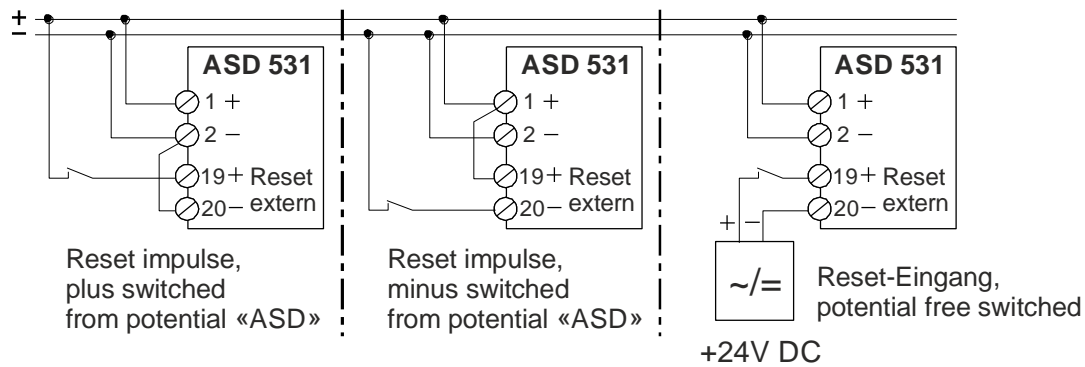 +
−
ASD 531
1 +
2 −
19+ Reset
20− extern
Reset impulse,
plus switched
from potential «ASD»
ASD 531
1 +
2 −
19+ Reset
20− extern
Reset impulse,
minus switched
from potential «ASD»
ASD 531
1 +
2 −
19+ Reset
20− extern
+ −
~/=
Reset-Eingang,
potential free switched
+24V DC